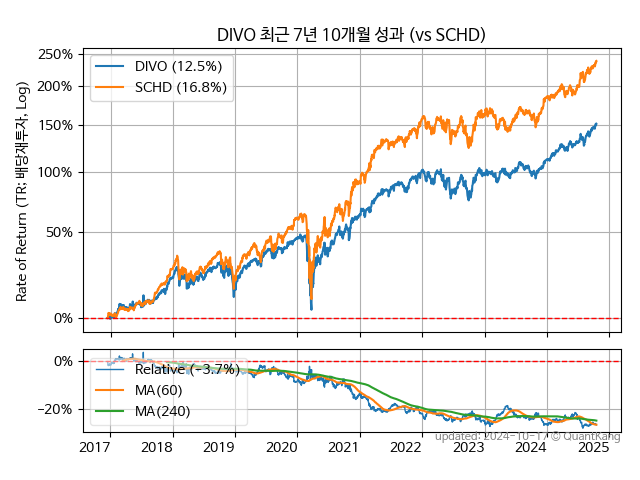 DIVO 최근 7년 10개월 성과 (vs SCHD)
Rate of Return (TR: 배당재투자, Log)
250%
200%
150%
100%
50%
0%
DIVO (12.5%)
SCHD (16.8%)
0%
−20%
Relative (−3.7%)
MA(60)
MA(240)
updated: 2024-10-17 © QuantKang
2017 2018 2019 2020 2021 2022 2023 2024 2025